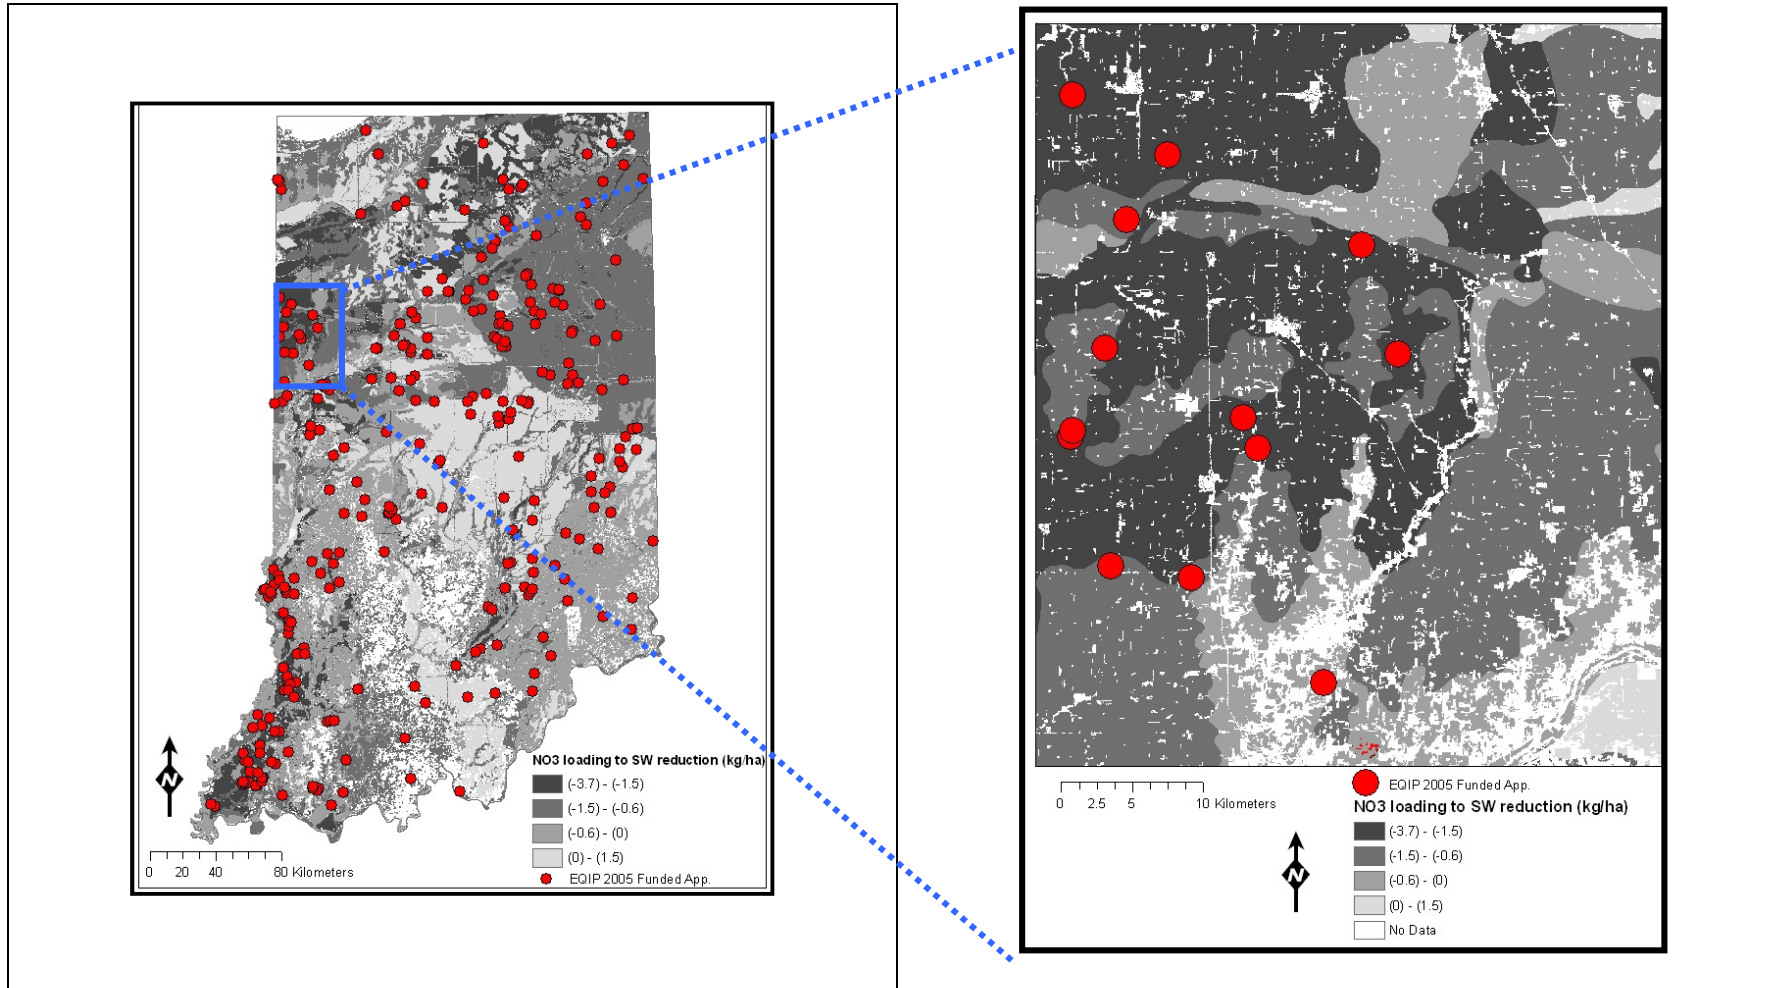 NO3 loading to SW reduction (kg/ha)
(-3.7) - (-1.5)
(-1.5) - (-0.6)
(-0.6) - (0)
(0) - (1.5)
EQIP 2005 Funded App.
N
0 20 40 80 Kilometers
EQIP 2005 Funded App.
NO3 loading to SW reduction (kg/ha)
(-3.7) - (-1.5)
(-1.5) - (-0.6)
(-0.6) - (0)
(0) - (1.5)
No Data
0 2.5 5 10 Kilometers
N